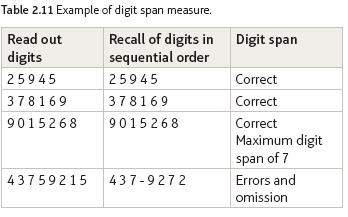 Table 2.11 Example of digit span measure.
Read out Recall of digits in Digit span
digits sequential order
2 5 9 4 5 2 5 9 4 5 Correct
3 7 8 1 6 9 3 7 8 1 6 9 Correct
9 0 1 5 2 6 8 9 0 1 5 2 6 8 Correct
Maximum digit
span of 7
4 3 7 5 9 2 1 5 4 3 7 - 9 2 7 2 Errors and
omission